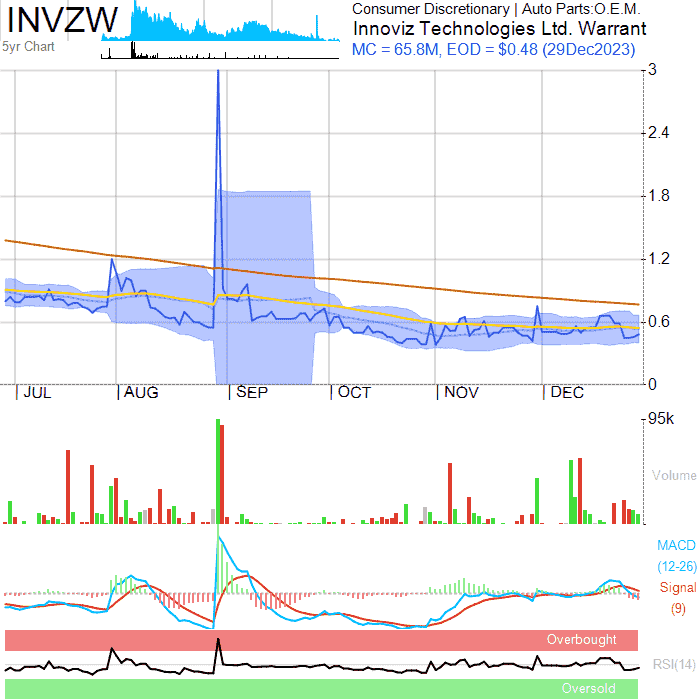 INVZW
5yr Chart
Consumer Discretionary | Auto Parts:O.E.M.
Innoviz Technologies Ltd. Warrant
MC = 65.8M, EOD = $0.48 (29Dec2023)
3
2.4
1.8
1.2
0.6
0
JUL AUG SEP OCT NOV DEC
95k
Volume
MACD
(12-26)
Signal
(9)
Overbought
RSI(14)
Oversold